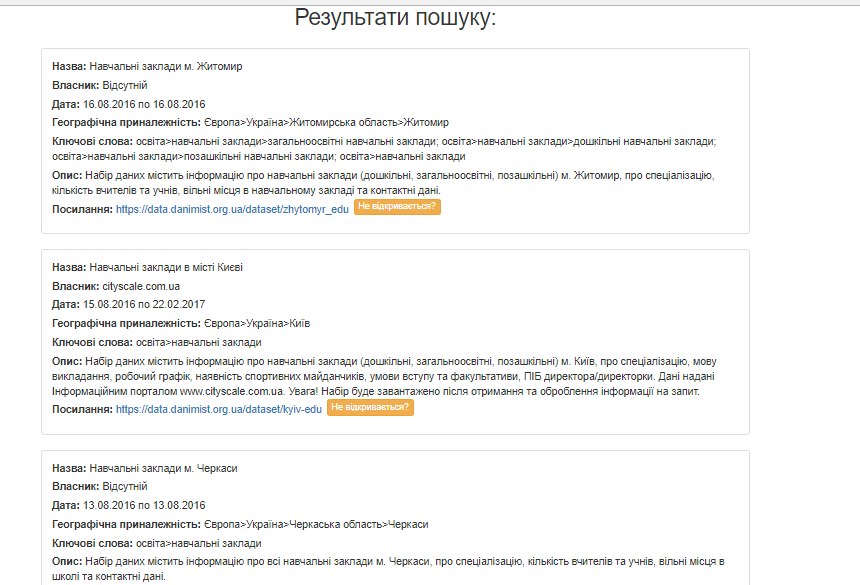 Результати пошуку:
Назва: Навчальні заклади м. Житомир
Власник: Відсутній
Дата: 16.08.2016 по 16.08.2016
Географічна приналежність: Європа>Україна>Житомирська область>Житомир
Ключові слова: освіта>навчальні заклади>загальноосвітні навчальні заклади; освіта>навчальні заклади>дошкільні навчальні заклади;
освіта>навчальні заклади>позашкільні навчальні заклади; освіта>навчальні заклади
Опис: Набір даних містить інформацію про навчальні заклади (дошкільні, загальноосвітні, позашкільні) м. Житомир, про спеціалізацію,
кількість вчителів та учнів, вільні місця в навчальному закладі та контактні дані.
Посилання: https://data.danimist.org.ua/dataset/zhytomyr_edu Не відкривається?
Назва: Навчальні заклади в місті Києві
Власник: cityscale.com.ua
Дата: 15.08.2016 по 22.02.2017
Географічна приналежність: Європа>Україна>Київ
Ключові слова: освіта>навчальні заклади
Опис: Набір даних містить інформацію про навчальні заклади (дошкільні, загальноосвітні, позашкільні) м. Київ, про спеціалізацію, мову
викладання, робочий графік, наявність спортивних майданчиків, умови вступу та факультативи, ПІБ директора/директорки. Дані надані
Інформаційним порталом www.cityscale.com.ua. Увага! Набір буде завантажено після отримання та оброблення інформації на запит.
Посилання: https://data.danimist.org.ua/dataset/kyiv-edu Не відкривається?
Назва: Навчальні заклади м. Черкаси
Власник: Відсутній
Дата: 13.08.2016 по 13.08.2016
Географічна приналежність: Європа>Україна>Черкаська область>Черкаси
Ключові слова: освіта>навчальні заклади
Опис: Набір даних містить інформацію про всі навчальні заклади м. Черкаси, про спеціалізацію, кількість вчителів та учнів, вільні місця в
школі та контактні дані.